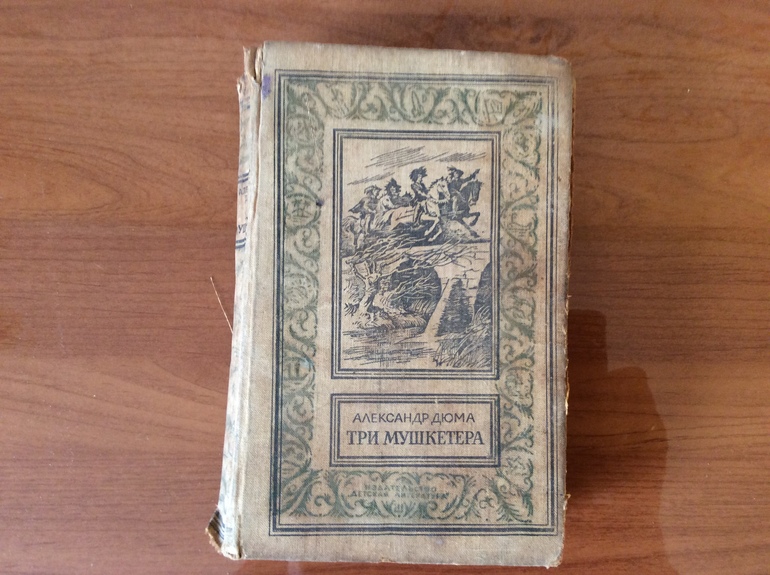 АЛЕКСАНДР ДЮМА
ТРИ МУШКЕТЕРА
ИЗДАТЕЛЬСТВО
ДЕТСКАЯ ЛИТЕРАТУРА